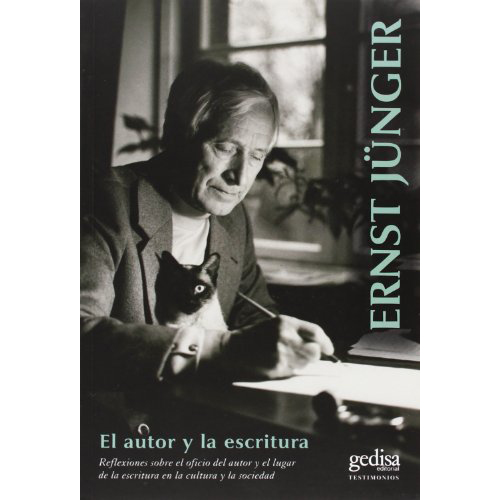 ERNST JÜNGER
El autor y la escritura
Reflexiones sobre el oficio del autor y el lugar
de la escritura en la cultura y la sociedad
gedisa
editorial
TESTIMONIOS